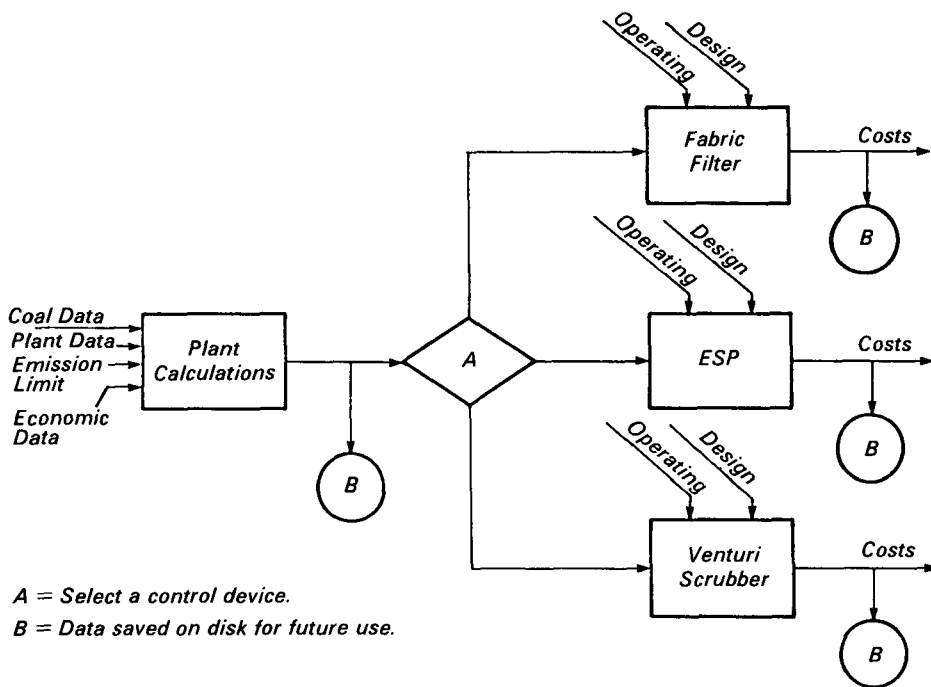 Operating
Design
Fabric
Filter
Costs
B
Operating
Design
Coal Data
Plant Data
Emission
Limit
Economic
Data
Plant
Calculations
A
ESP
Costs
B
B
Operating
Design
Venturi
Scrubber
Costs
B
A = Select a control device.
B = Data saved on disk for future use.